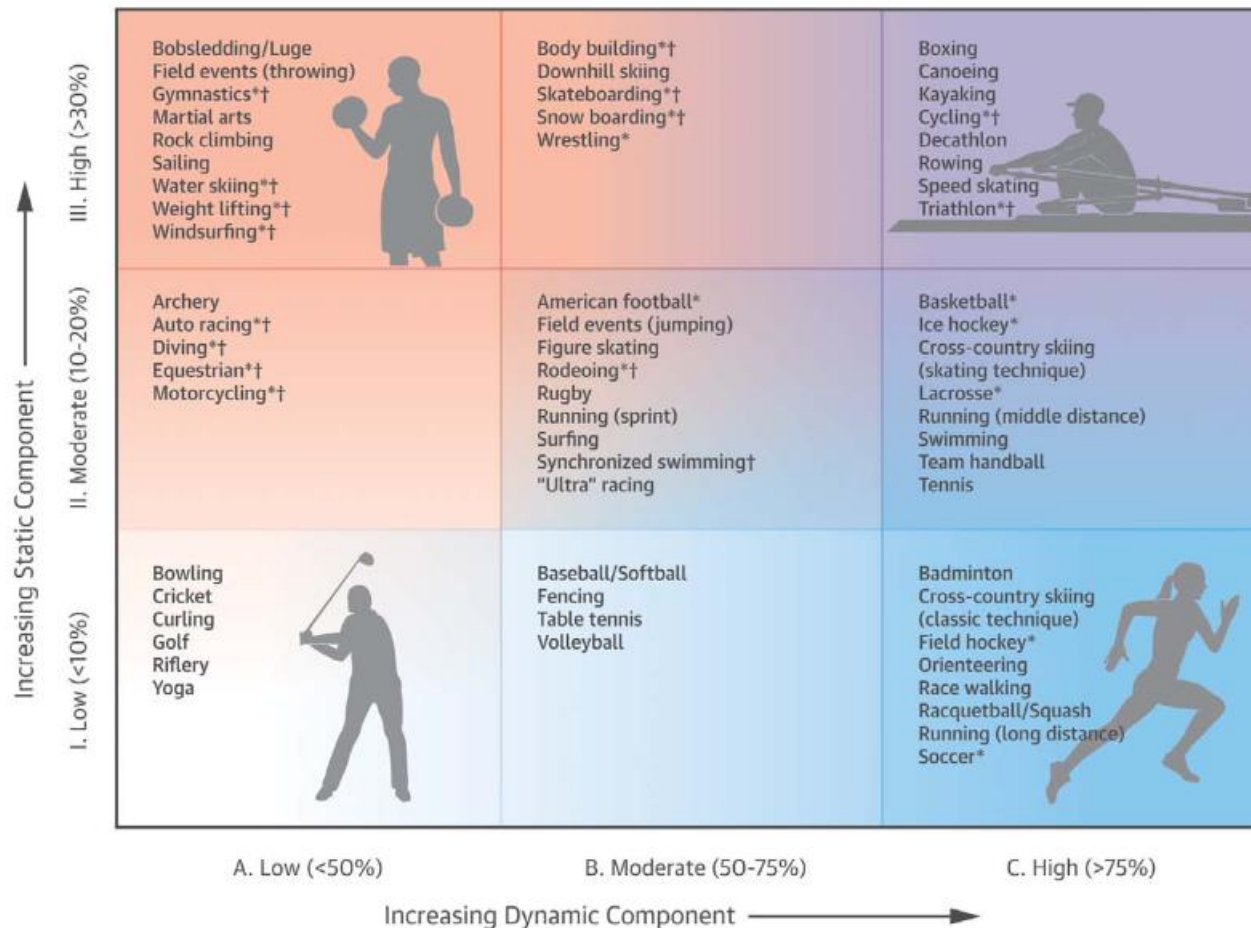 III. High (>30%)
Bobsledding/Luge
Field events (throwing)
Gymnastics*†
Martial arts
Rock climbing
Sailing
Water skiing*†
Weight lifting*†
Windsurfing*†
Body building*†
Downhill skiing
Skateboarding*†
Snow boarding*†
Wrestling*
Boxing
Canoeing
Kayaking
Cycling*†
Decathlon
Rowing
Speed skating
Triathlon*†
Increasing Static Component
II. Moderate (10-20%)
Archery
Auto racing*†
Diving*†
Equestrian*†
Motorcycling*†
American football*
Field events (jumping)
Figure skating
Rodeoing*†
Rugby
Running (sprint)
Surfing
Synchronized swimming†
"Ultra" racing
Basketball*
Ice hockey*
Cross-country skiing
(skating technique)
Lacrosse*
Running (middle distance)
Swimming
Team handball
Tennis
I. Low (<10%)
Bowling
Cricket
Curling
Golf
Riflery
Yoga
Baseball/Softball
Fencing
Table tennis
Volleyball
Badminton
Cross-country skiing
(classic technique)
Field hockey*
Orienteering
Race walking
Racquetball/Squash
Running (long distance)
Soccer*
A. Low (<50%)
B. Moderate (50-75%)
C. High (>75%)
Increasing Dynamic Component